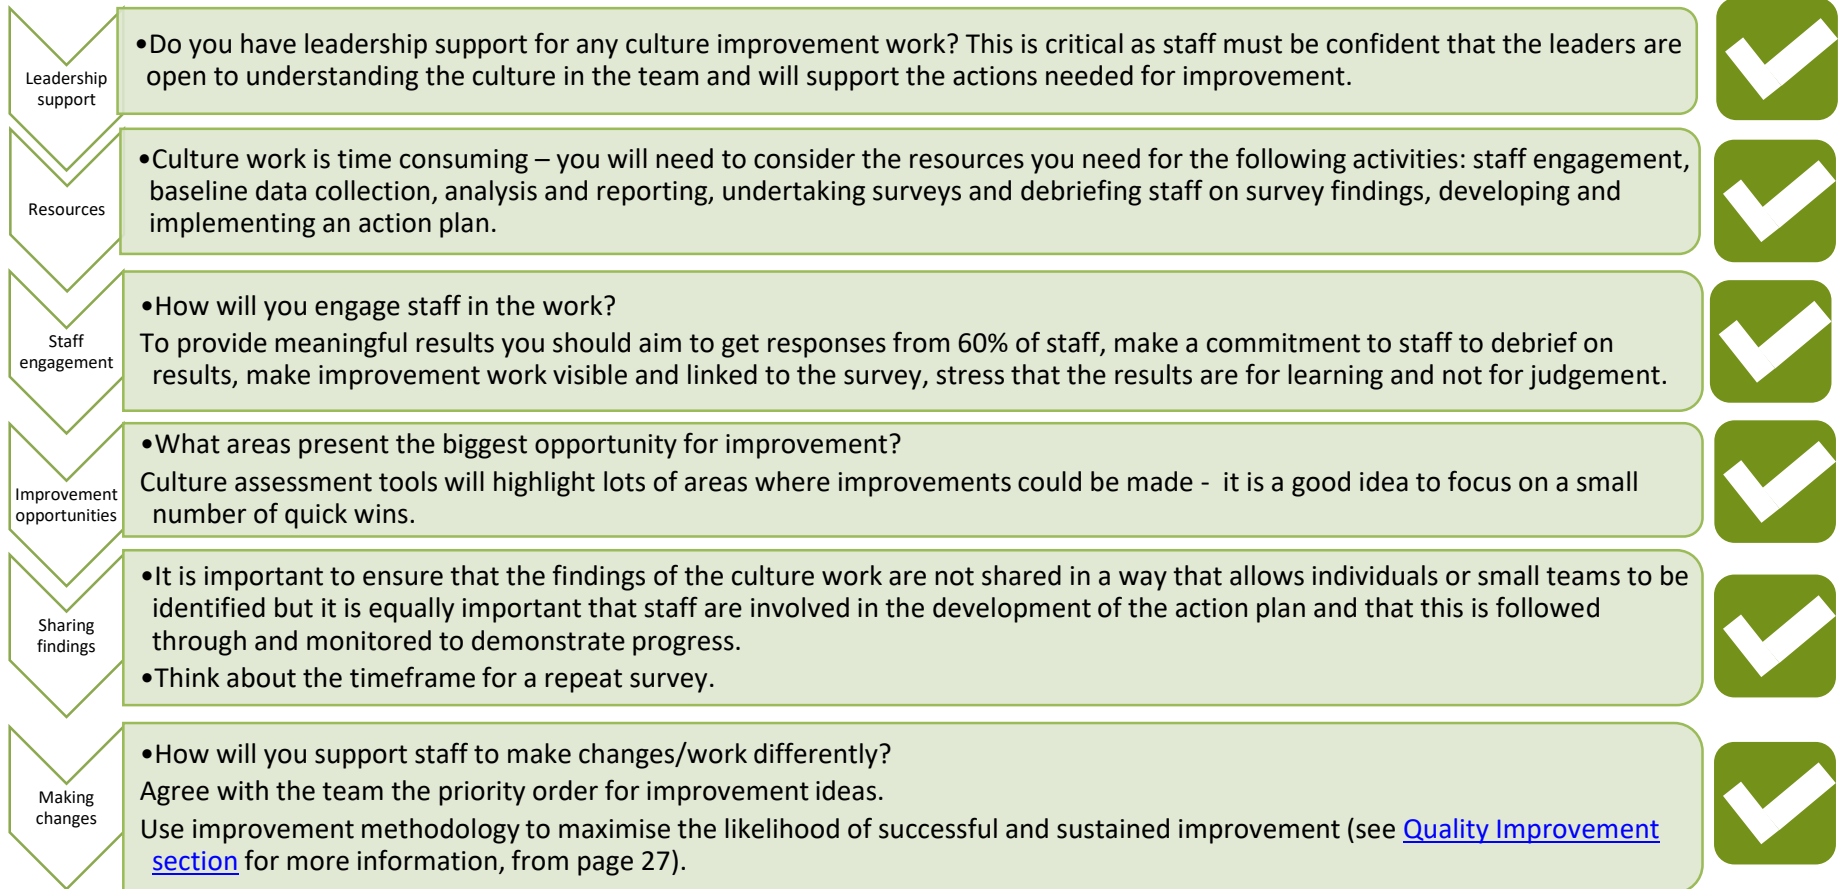 Leadership
support
•Do you have leadership support for any culture improvement work? This is critical as staff must be confident that the leaders are
open to understanding the culture in the team and will support the actions needed for improvement.
Resources
•Culture work is time consuming – you will need to consider the resources you need for the following activities: staff engagement,
baseline data collection, analysis and reporting, undertaking surveys and debriefing staff on survey findings, developing and
implementing an action plan.
Staff
engagement
•How will you engage staff in the work?
To provide meaningful results you should aim to get responses from 60% of staff, make a commitment to staff to debrief on
results, make improvement work visible and linked to the survey, stress that the results are for learning and not for judgement.
Improvement
opportunities
•What areas present the biggest opportunity for improvement?
Culture assessment tools will highlight lots of areas where improvements could be made - it is a good idea to focus on a small
number of quick wins.
Sharing
findings
•It is important to ensure that the findings of the culture work are not shared in a way that allows individuals or small teams to be
identified but it is equally important that staff are involved in the development of the action plan and that this is followed
through and monitored to demonstrate progress.
•Think about the timeframe for a repeat survey.
Making
changes
•How will you support staff to make changes/work differently?
Agree with the team the priority order for improvement ideas.
Use improvement methodology to maximise the likelihood of successful and sustained improvement (see Quality Improvement
section for more information, from page 27).